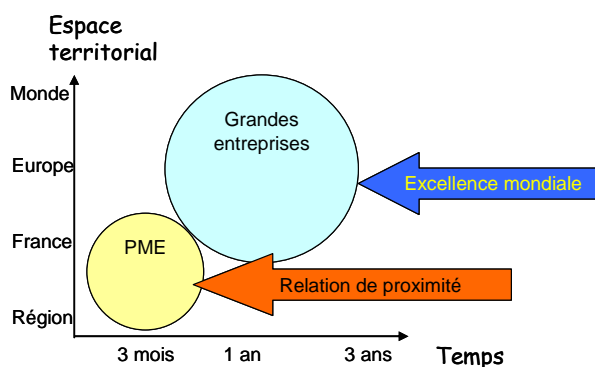 Espace
territorial
Monde
Grandes
entreprises
Europe
Excellence mondiale
France
PME
Relation de proximité
Région
3 mois
1 an
3 ans
Temps